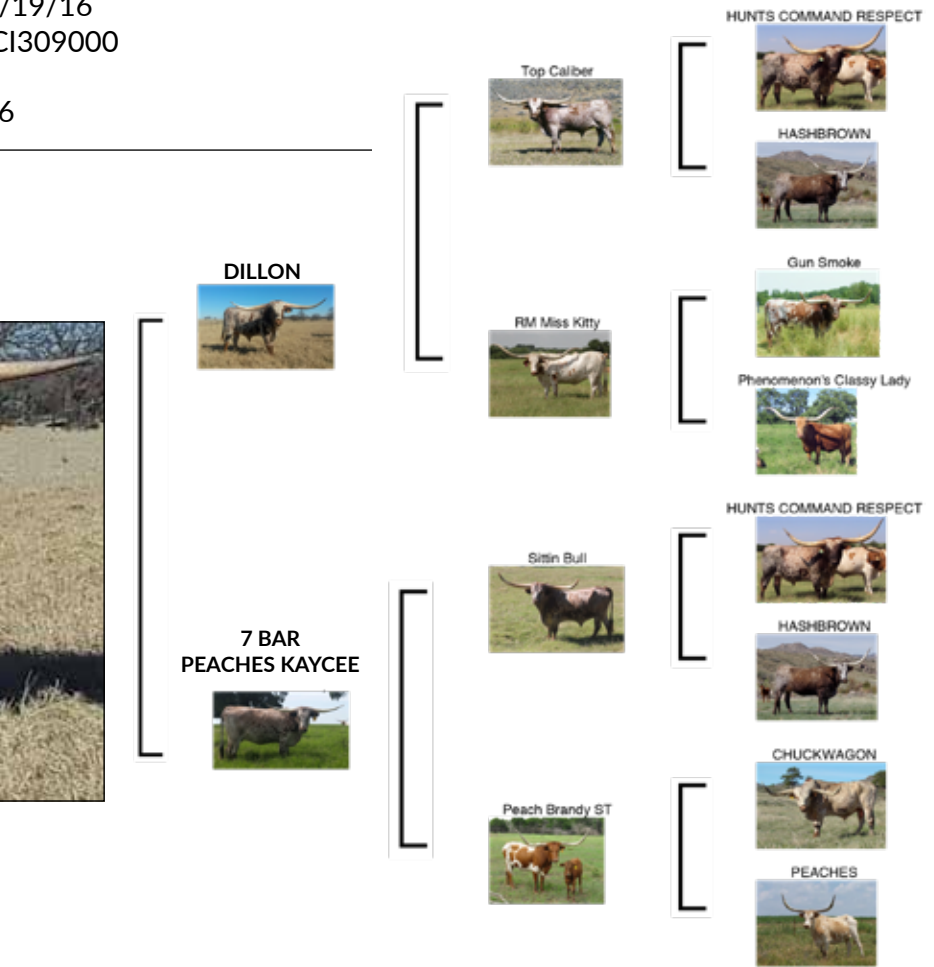 /19/16
CI309000
6
HUNTS COMMAND RESPECT
Top Caliber
HASHBROWN
DILLON
Gun Smoke
RM Miss Kitty
Phenomenon's Classy Lady
HUNTS COMMAND RESPECT
Sittin Bull
HASHBROWN
7 BAR
PEACHES KAYCEE
CHUCKWAGON
Peach Brandy ST
PEACHES